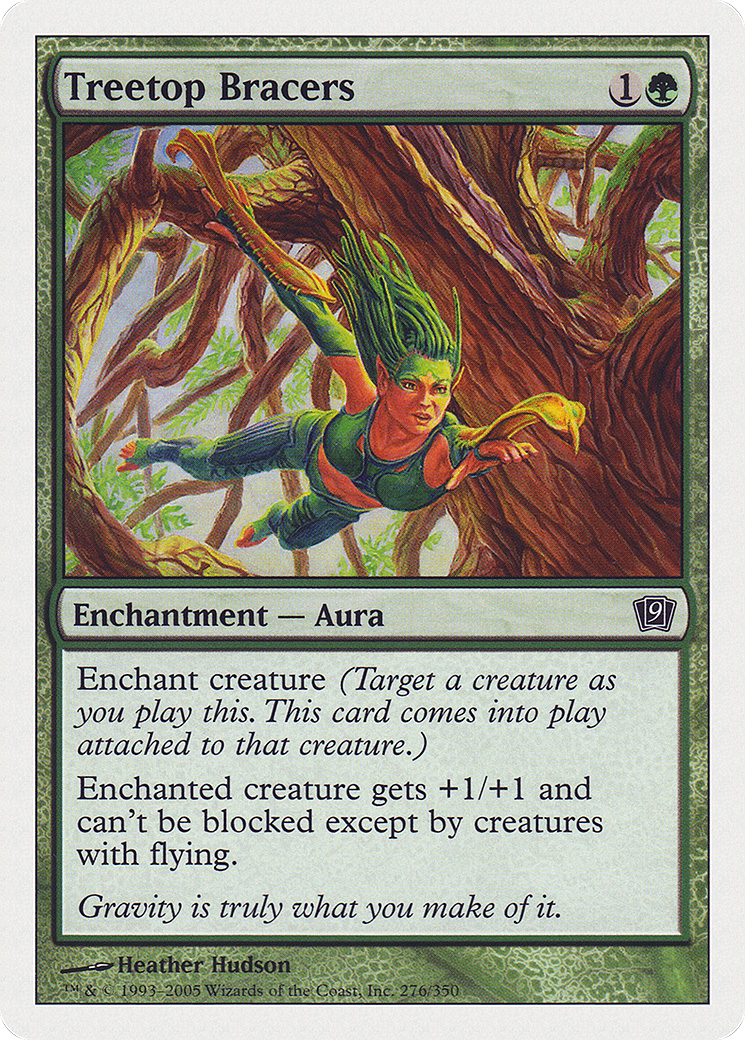 Treetop Bracers 1
Enchantment — Aura
9
Enchant creature (Target a creature as
you play this. This card comes into play
attached to that creature.)
Enchanted creature gets +1/+1 and
can't be blocked except by creatures
with flying.
Gravity is truly what you make of it.
Heather Hudson
™ & © 1993–2005 Wizards of the Coast, Inc. 276/350